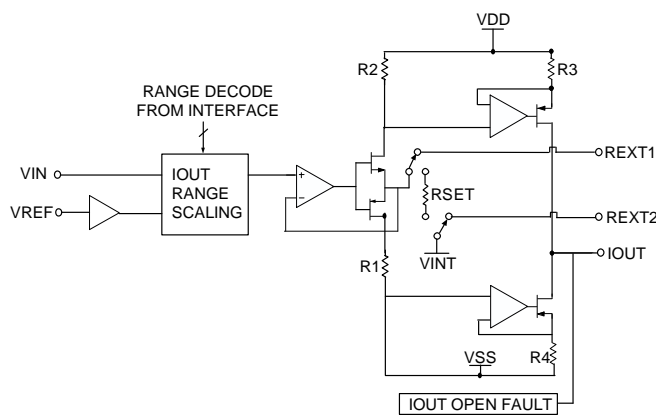 VDD
R2
R3
RANGE DECODE
FROM INTERFACE
VIN
IOUT
RANGE
SCALING
VREF
+
–
REXT1
RSET
REXT2
VINT
IOUT
R1
VSS
R4
IOUT OPEN FAULT